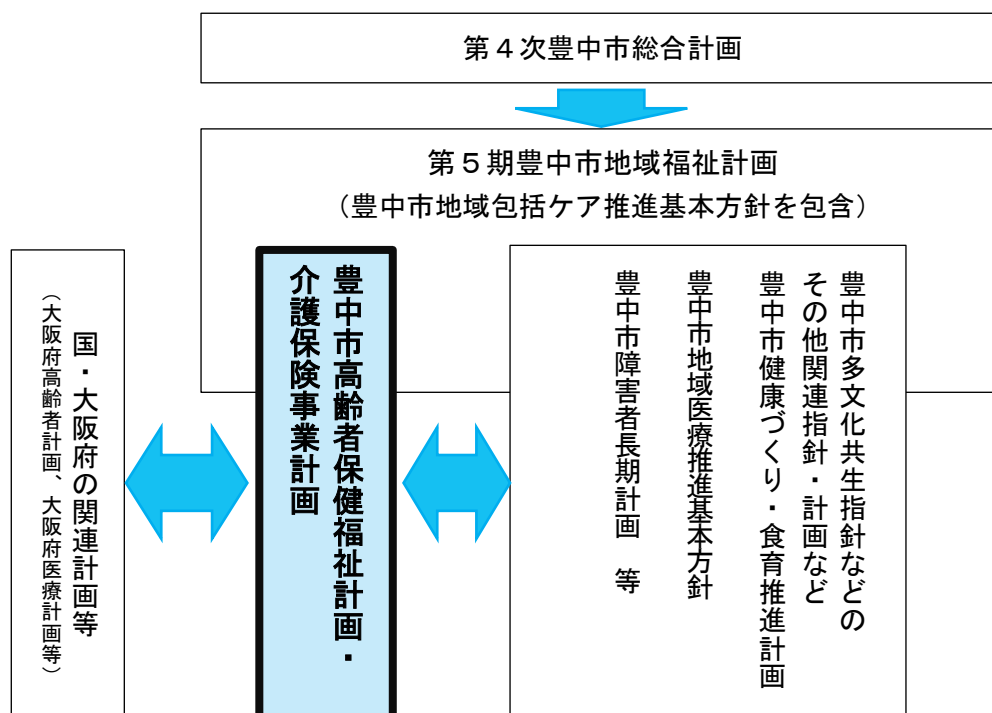 第４次豊中市総合計画
第５期豊中市地域福祉計画
（豊中市地域包括ケア推進基本方針を包含）
国・大阪府の関連計画等
（大阪府高齢者計画、大阪府医療計画等）
豊中市高齢者保健福祉計画・
介護保険事業計画
豊中市多文化共生指針などの
その他関連指針・計画など
豊中市健康づくり・食育推進計画
豊中市地域医療推進基本方針
豊中市障害者長期計画　等